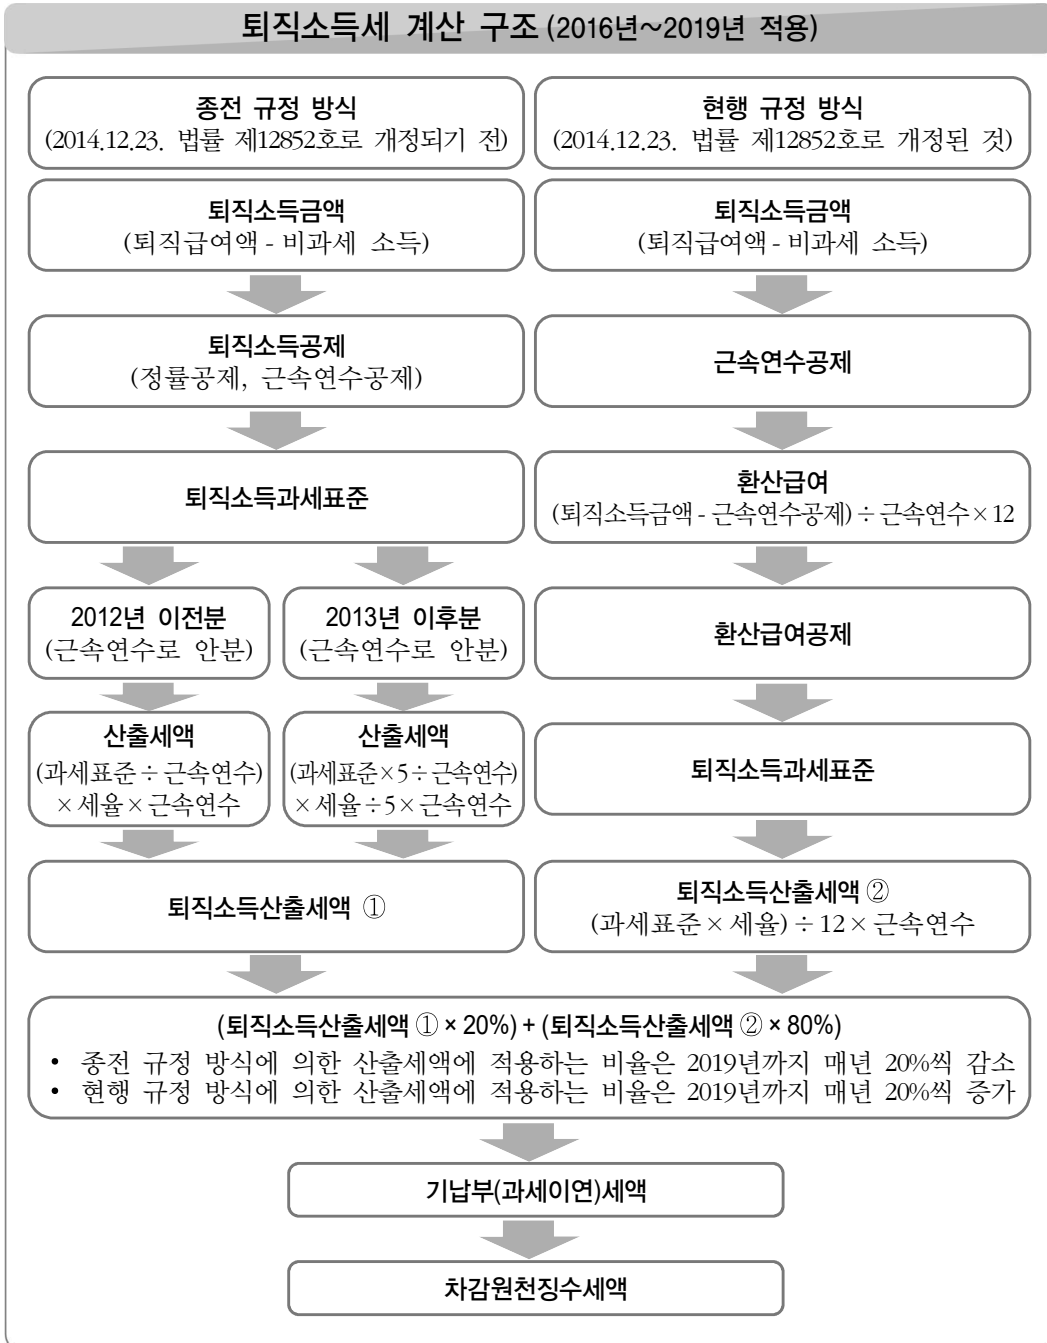 퇴직소득세 계산 구조 (2016년～2019년 적용)
종전 규정 방식
(2014.12.23. 법률 제12852호로 개정되기 전)
현행 규정 방식
(2014.12.23. 법률 제12852호로 개정된 것)
퇴직소득금액
(퇴직급여액 - 비과세 소득)
퇴직소득금액
(퇴직급여액 - 비과세 소득)
퇴직소득공제
(정률공제, 근속연수공제)
근속연수공제
퇴직소득과세표준
환산급여
(퇴직소득금액 - 근속연수공제) ÷ 근속연수×12
2012년 이전분
(근속연수로 안분)
2013년 이후분
(근속연수로 안분)
환산급여공제
산출세액
(과세표준÷근속연수)
×세율×근속연수
산출세액
(과세표준×5÷근속연수)
×세율÷5×근속연수
퇴직소득과세표준
퇴직소득산출세액 ①
퇴직소득산출세액 ②
(과세표준×세율) ÷ 12× 근속연수
(퇴직소득산출세액 ① × 20%) + (퇴직소득산출세액 ② × 80%)
• 종전 규정 방식에 의한 산출세액에 적용하는 비율은 2019년까지 매년 20%씩 감소
• 현행 규정 방식에 의한 산출세액에 적용하는 비율은 2019년까지 매년 20%씩 증가
기납부(과세이연)세액
차감원천징수세액